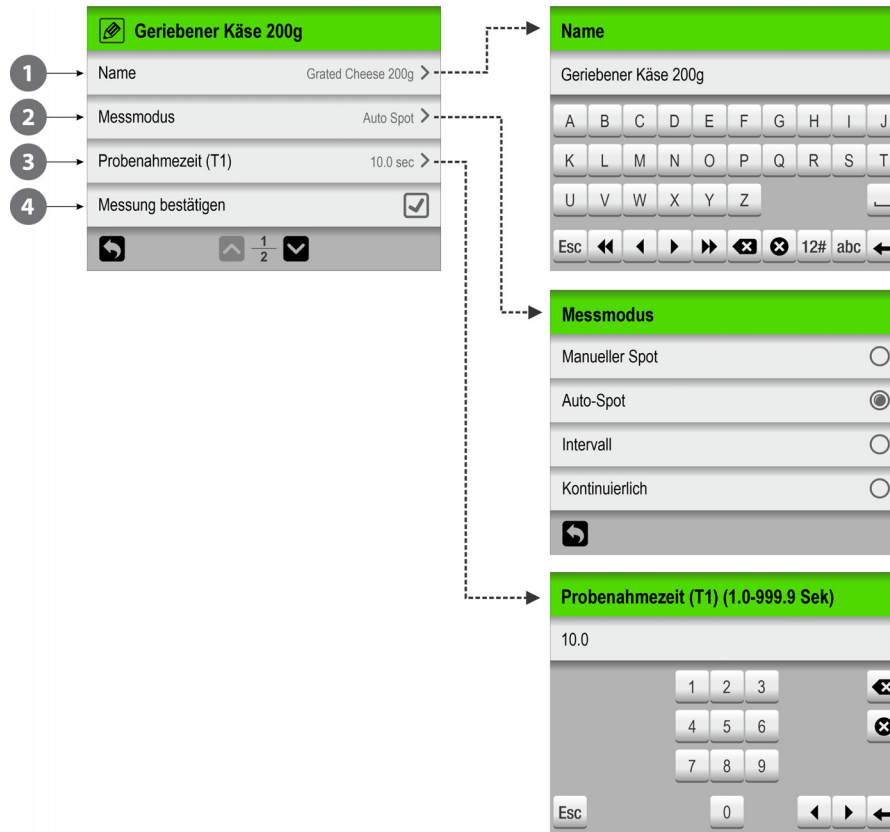 Geriebener Käse 200g
1 Name Grated Cheese 200g
2 Messmodus Auto Spot
3 Probenahmezeit (T1) 10.0 sec
4 Messung bestätigen
1
2
Name
Geriebener Käse 200g
A B C D E F G H I J
K L M N O P Q R S T
U V W X Y Z
Esc 12# abc
Messmodus
Manueller Spot
Auto-Spot
Intervall
Kontinuierlich
Probenahmezeit (T1) (1.0-999.9 Sek)
10.0
1 2 3
4 5 6
7 8 9
Esc 0